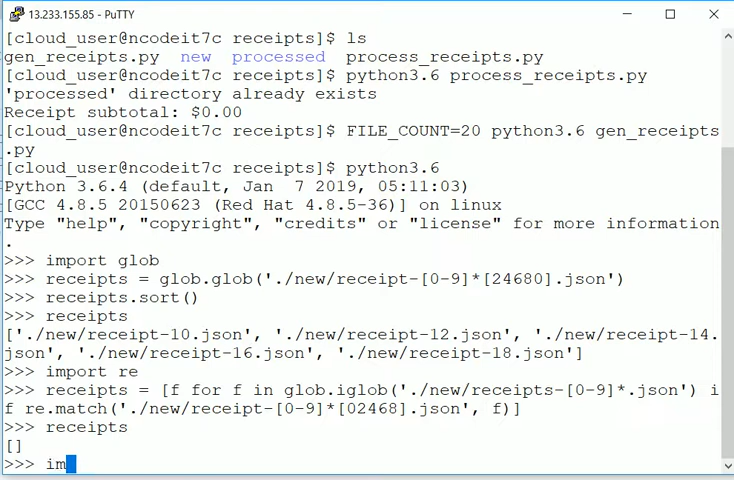 13.233.155.85 - PuTTY
[cloud_user@ncodeit7c receipts]$ ls
gen_receipts.py  new  processed  process_receipts.py
[cloud_user@ncodeit7c receipts]$ python3.6 process_receipts.py
'processed' directory already exists
Receipt subtotal: $0.00
[cloud_user@ncodeit7c receipts]$ FILE_COUNT=20 python3.6 gen_receipts
.py
[cloud_user@ncodeit7c receipts]$ python3.6
Python 3.6.4 (default, Jan  7 2019, 05:11:03)
[GCC 4.8.5 20150623 (Red Hat 4.8.5-36)] on linux
Type "help", "copyright", "credits" or "license" for more information
.
>>> import glob
>>> receipts = glob.glob('./new/receipt-[0-9]*[24680].json')
>>> receipts.sort()
>>> receipts
['./new/receipt-10.json', './new/receipt-12.json', './new/receipt-14.
json', './new/receipt-16.json', './new/receipt-18.json']
>>> import re
>>> receipts = [f for f in glob.iglob('./new/receipts-[0-9]*.json') i
f re.match('./new/receipt-[0-9]*[02468].json', f)]
>>> receipts
[]
>>> im